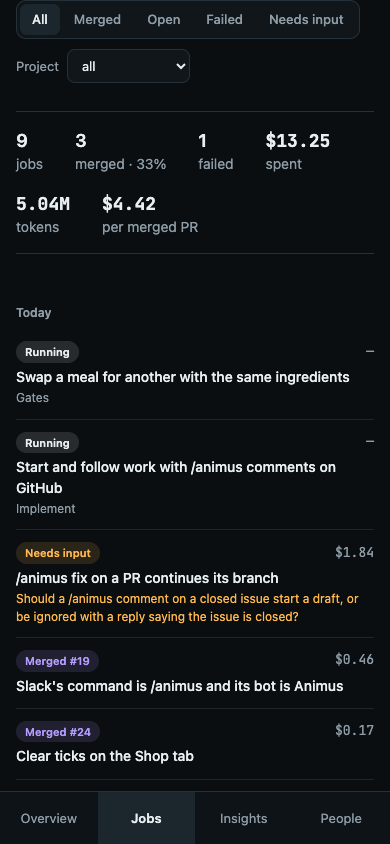 All Merged Open Failed Needs input
Project all
9 3 1 $13.25
jobs merged · 33% failed spent
5.04M $4.42
tokens per merged PR
Today
Running —
Swap a meal for another with the same ingredients
Gates
Running —
Start and follow work with /animus comments on
GitHub
Implement
Needs input $1.84
/animus fix on a PR continues its branch
Should a /animus comment on a closed issue start a draft, or
be ignored with a reply saying the issue is closed?
Merged #19 $0.46
Slack's command is /animus and its bot is Animus
Merged #24 $0.17
Clear ticks on the Shop tab
Overview Jobs Insights People